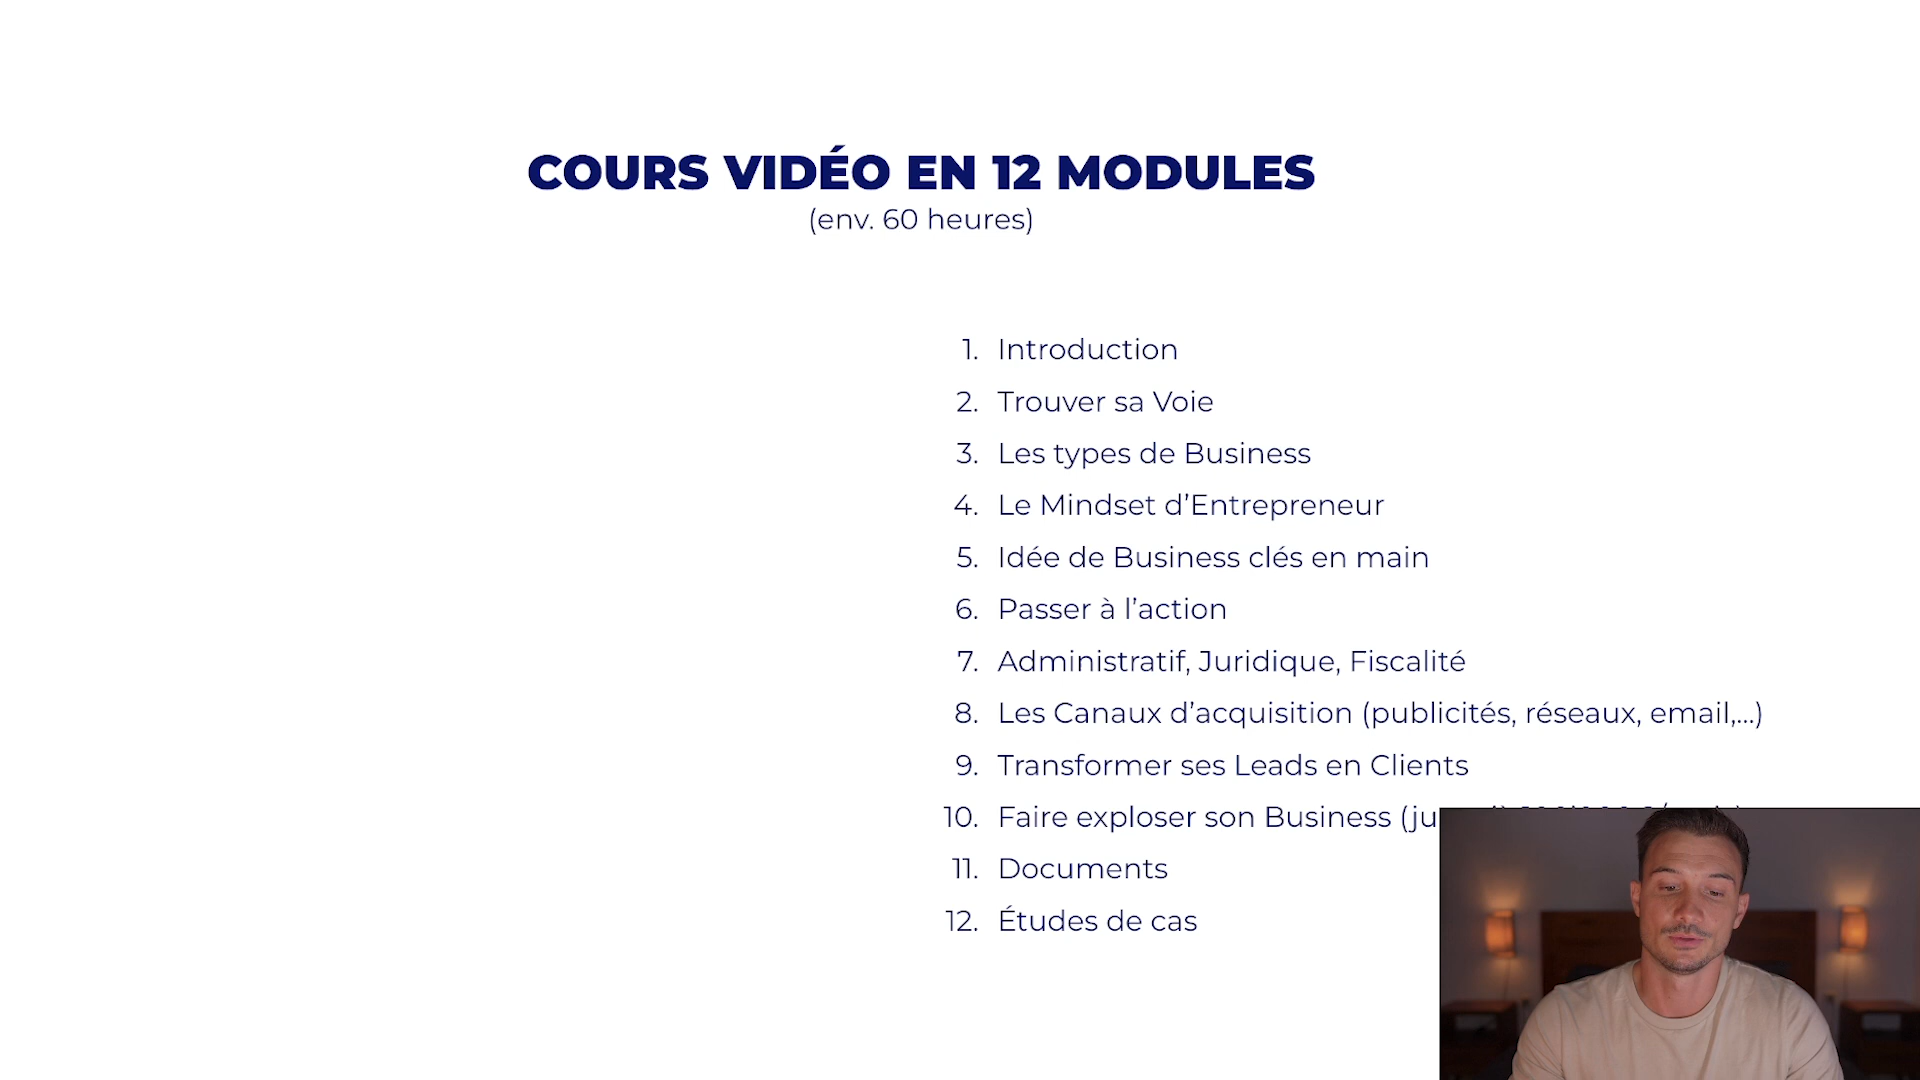 COURS VIDÉO EN 12 MODULES
(env. 60 heures)
1. Introduction
2. Trouver sa Voie
3. Les types de Business
4. Le Mindset d’Entrepreneur
5. Idée de Business clés en main
6. Passer à l’action
7. Administratif, Juridique, Fiscalité
8. Les Canaux d’acquisition (publicités, réseaux, email,...)
9. Transformer ses Leads en Clients
10. Faire exploser son Business
11. Documents
12. Études de cas